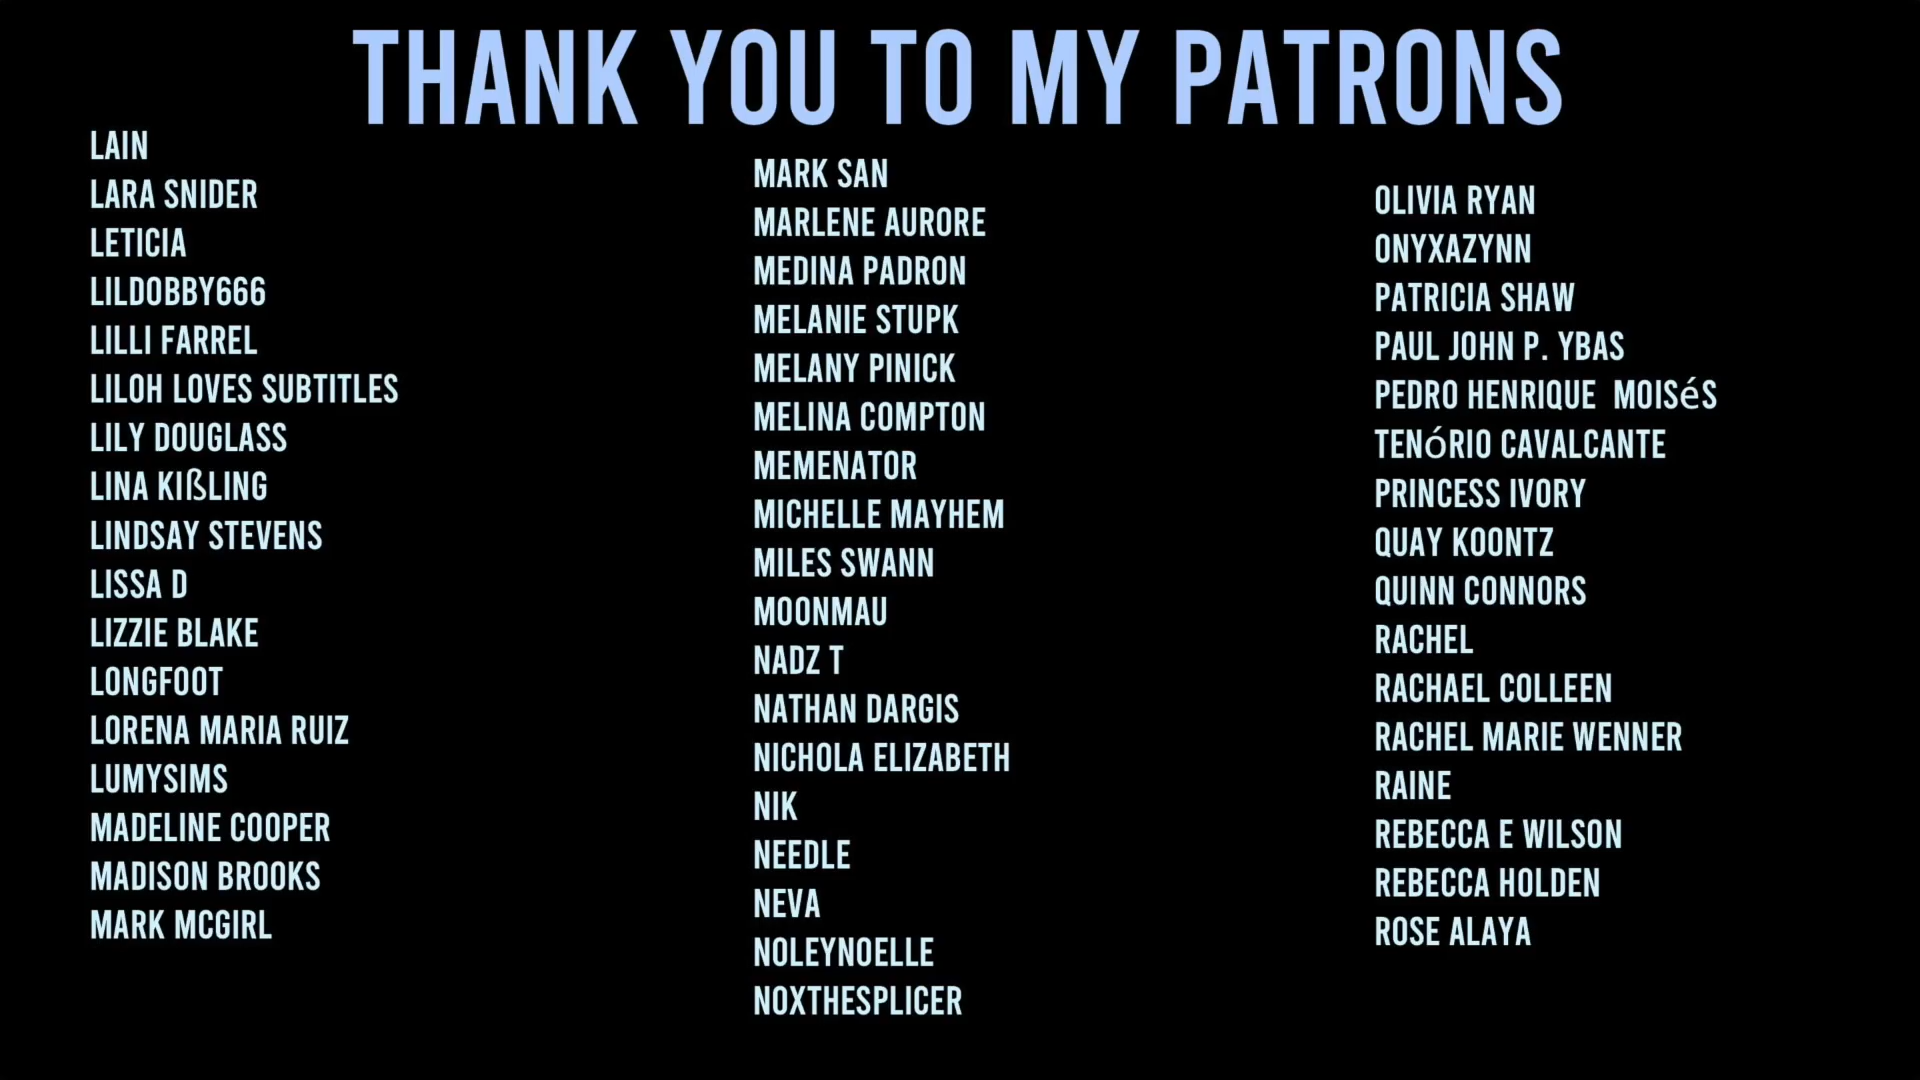 THANK YOU TO MY PATRONS
LAIN
LARA SNIDER
LETICIA
LILDOBBY666
LILLI FARREL
LILOH LOVES SUBTITLES
LILY DOUGLASS
LINA KIßLING
LINDSAY STEVENS
LISSA D
LIZZIE BLAKE
LONGFOOT
LORENA MARIA RUIZ
LUMYSIMS
MADELINE COOPER
MADISON BROOKS
MARK MCGIRL
MARK SAN
MARLENE AURORE
MEDINA PADRON
MELANIE STUPK
MELANY PINICK
MELINA COMPTON
MEMENATOR
MICHELLE MAYHEM
MILES SWANN
MOONMAU
NADZ T
NATHAN DARGIS
NICHOLA ELIZABETH
NIK
NEEDLE
NEVA
NOLEYNOELLE
NOXTHESPLICER
OLIVIA RYAN
ONYXAZYNN
PATRICIA SHAW
PAUL JOHN P. YBAS
PEDRO HENRIQUE  MOISéS
TENóRIO CAVALCANTE
PRINCESS IVORY
QUAY KOONTZ
QUINN CONNORS
RACHEL
RACHAEL COLLEEN
RACHEL MARIE WENNER
RAINE
REBECCA E WILSON
REBECCA HOLDEN
ROSE ALAYA